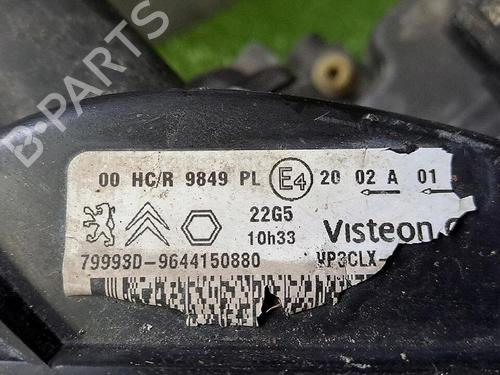 B-PARTS
00 HC/R 9849 PL E4 20 02 A 01
22G5
10h33
Visteon
79993D-9644150880 VP3CLX-